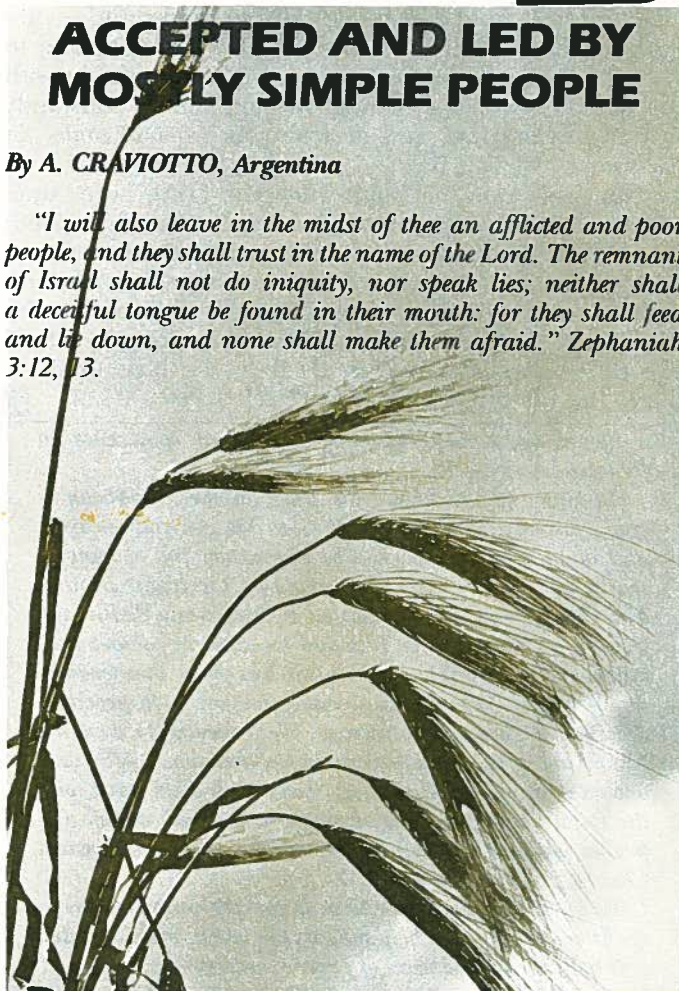 ACCEPTED AND LED BY
MOSTLY SIMPLE PEOPLE
By A. CRAVIOTTO, Argentina
"I will also leave in the midst of thee an afflicted and poor
people, and they shall trust in the name of the Lord. The remnant
of Israel shall not do iniquity, nor speak lies; neither shall
a deceitful tongue be found in their mouth: for they shall feed
and lie down, and none shall make them afraid." Zephaniah
3:12, 13.